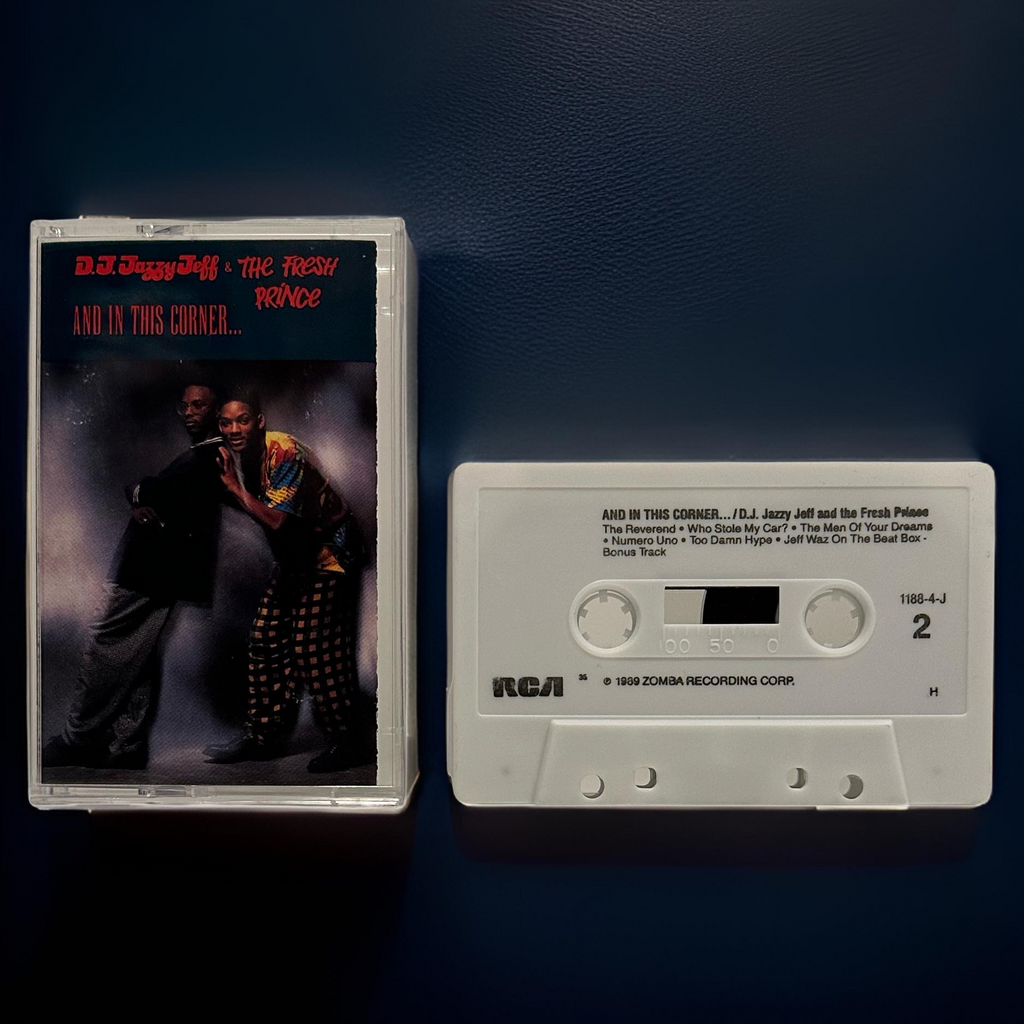 D.J. Jazzy Jeff & THE FRESH
PRINCE
AND IN THIS CORNER...
AND IN THIS CORNER... / D.J. Jazzy Jeff and the Fresh Prince
The Reverend • Who Stole My Car? • The Men Of Your Dreams
• Numero Uno • Too Damn Hype • Jeff Waz On The Beat Box -
Bonus Track
1188-4-J
2
100 50 0
RCA
36
℗ 1989 ZOMBA RECORDING CORP.
H